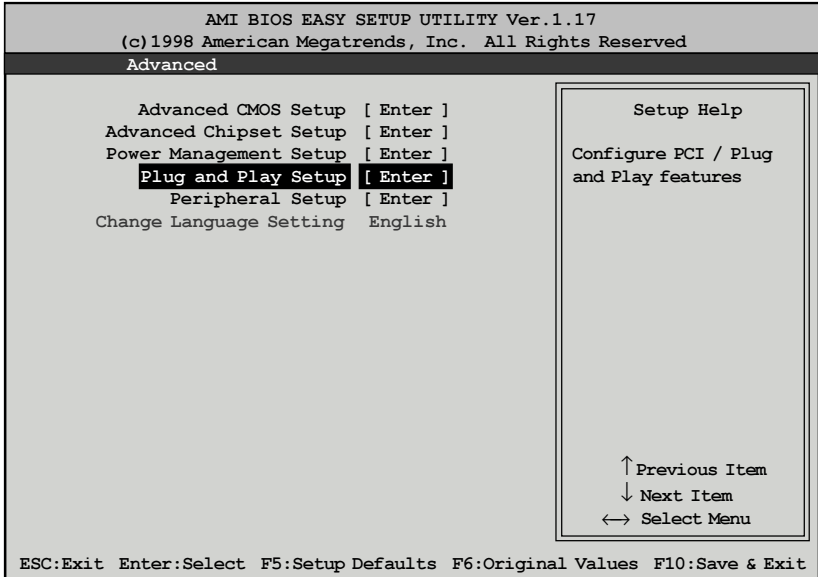 AMI BIOS EASY SETUP UTILITY Ver.1.17
(c)1998 American Megatrends, Inc. All Rights Reserved
Advanced
Advanced CMOS Setup [ Enter ]
Advanced Chipset Setup [ Enter ]
Power Management Setup [ Enter ]
Plug and Play Setup [ Enter ]
Peripheral Setup [ Enter ]
Change Language Setting English
Setup Help
Configure PCI / Plug
and Play features
↑ Previous Item
↓ Next Item
↔ Select Menu
ESC:Exit Enter:Select F5:Setup Defaults F6:Original Values F10:Save & Exit